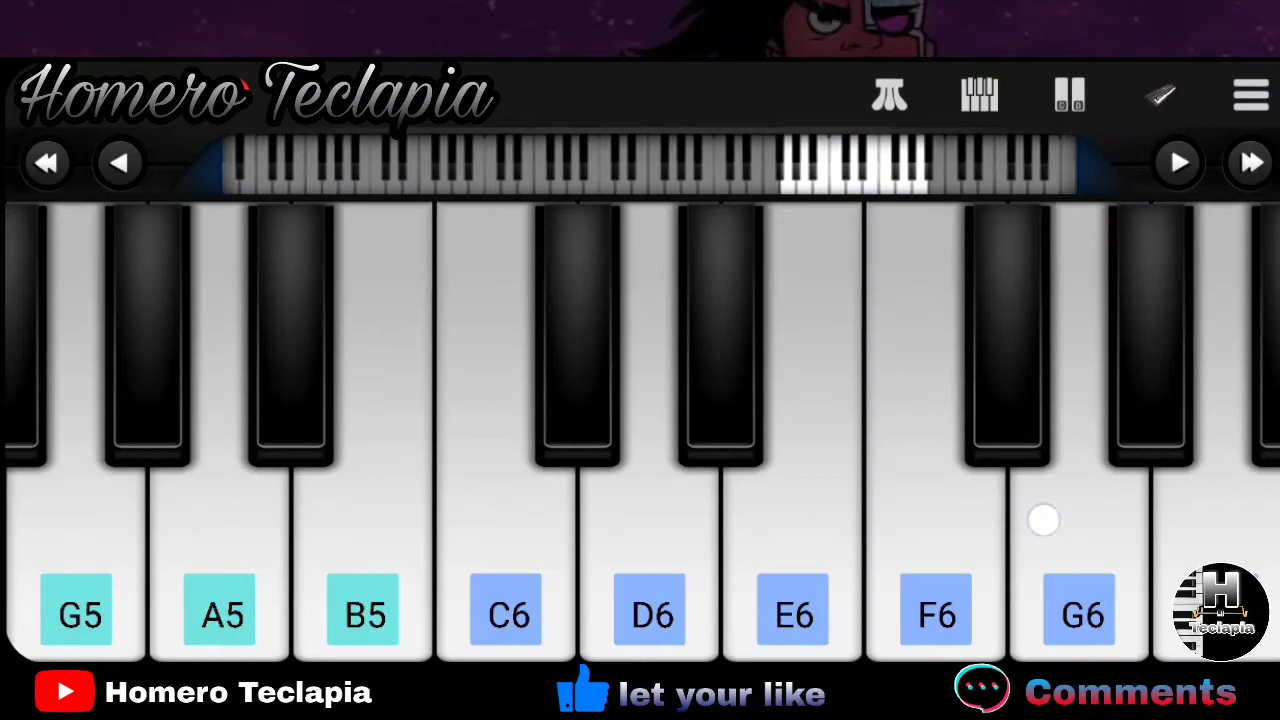 Homero Teclapia
G5 A5 B5 C6 D6 E6 F6 G6
H
Teclapia
Homero Teclapia
let your like
Comments